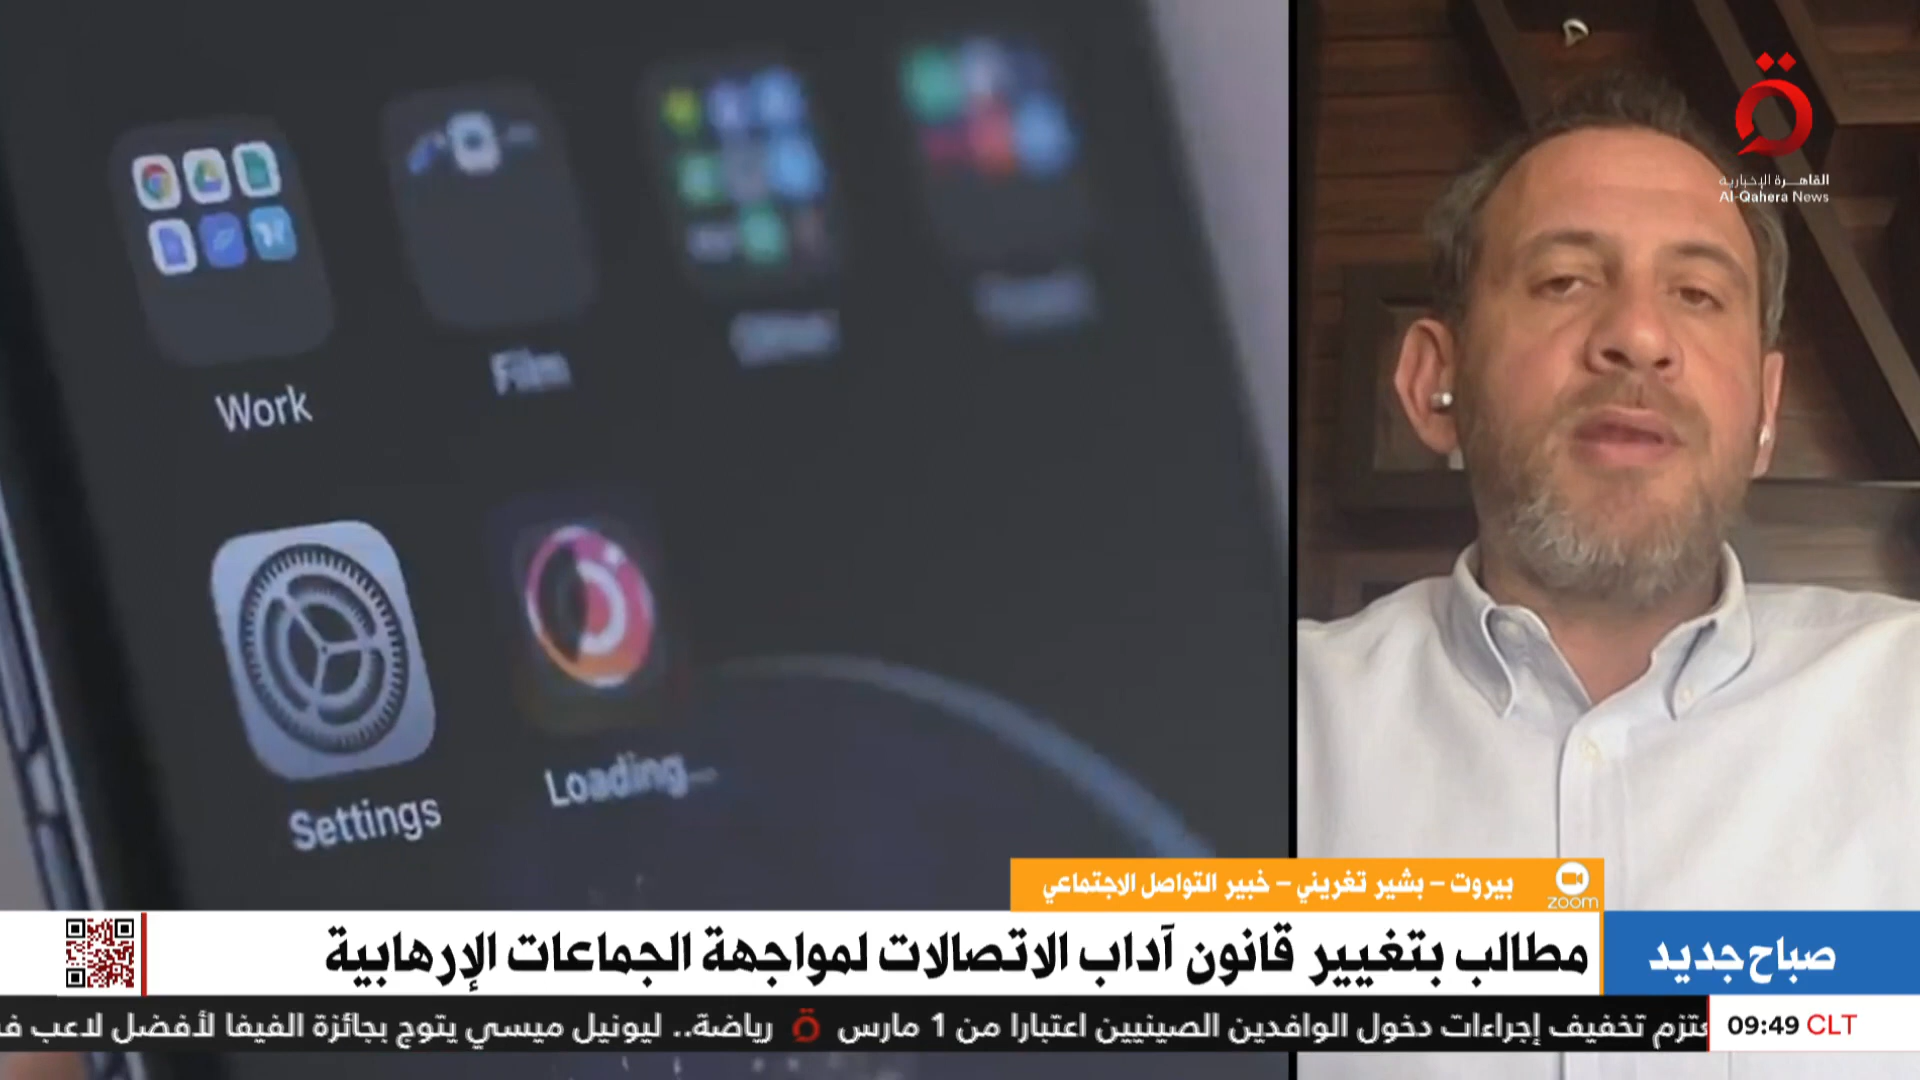 القاهرة الإخبارية
Al-Qahera News
Work
Film
Settings
Loading...
بيروت – بشير تغريني – خبير التواصل الاجتماعي
zoom
صباح جديد
مطالب بتغيير قانون آداب الاتصالات لمواجهة الجماعات الإرهابية
09:49 CLT
تخفيف إجراءات دخول الوافدين الصينيين اعتبارا من 1 مارس
رياضة.. ليونيل ميسي يتوج بجائزة الفيفا لأفضل لاعب